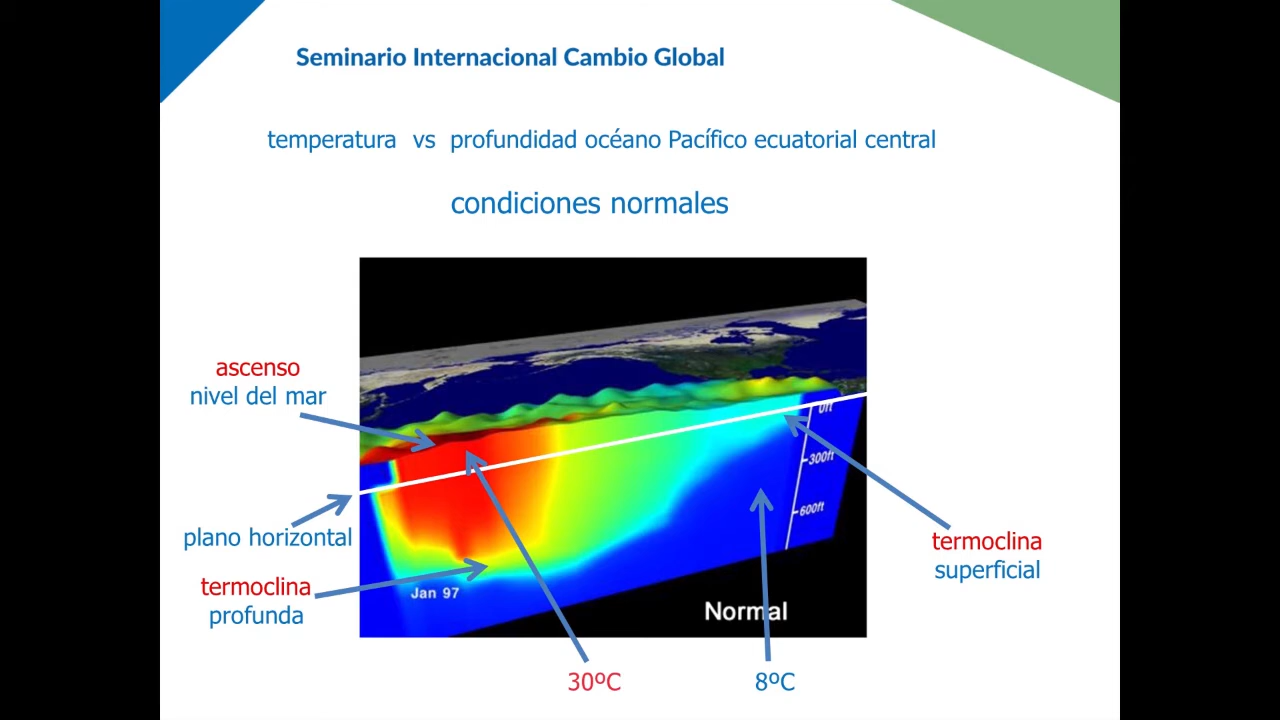 Seminario Internacional Cambio Global
temperatura vs profundidad océano Pacífico ecuatorial central
condiciones normales
ascenso
nivel del mar
plano horizontal
termoclina
profunda
0ft
300ft
600ft
Jan 97
Normal
termoclina
superficial
30ºC
8ºC